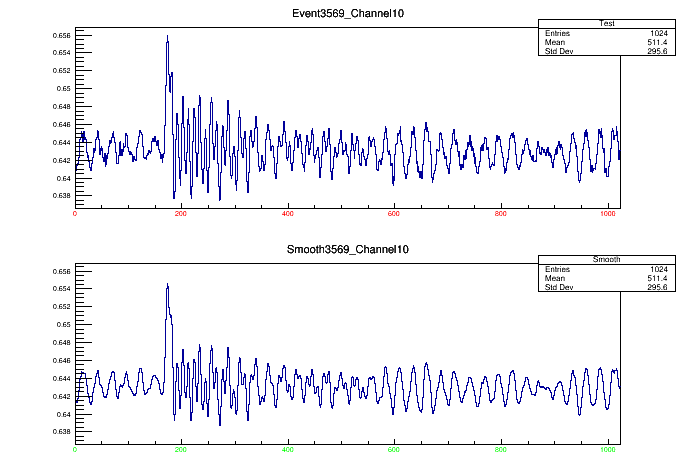 Event3569_Channel10
Test
Entries 1024
Mean 511.4
Std Dev 295.6
0.656
0.654
0.652
0.65
0.648
0.646
0.644
0.642
0.64
0.638
0 200 400 600 800 1000
Smooth3569_Channel10
Smooth
Entries 1024
Mean 511.4
Std Dev 295.6
0.656
0.654
0.652
0.65
0.648
0.646
0.644
0.642
0.64
0.638
0 200 400 600 800 1000